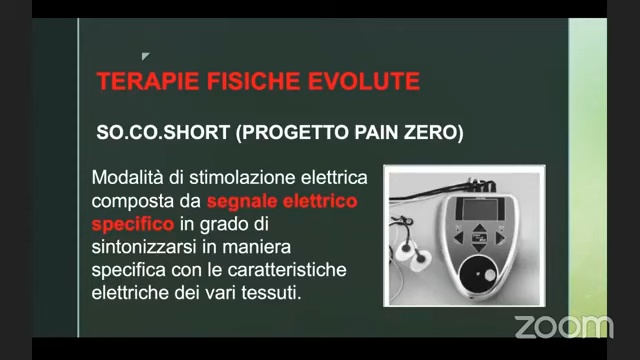 TERAPIE FISICHE EVOLUTE
SO.CO.SHORT (PROGETTO PAIN ZERO)
Modalità di stimolazione elettrica
composta da segnale elettrico
specifico in grado di
sintonizzarsi in maniera
specifica con le caratteristiche
elettriche dei vari tessuti.
zoom